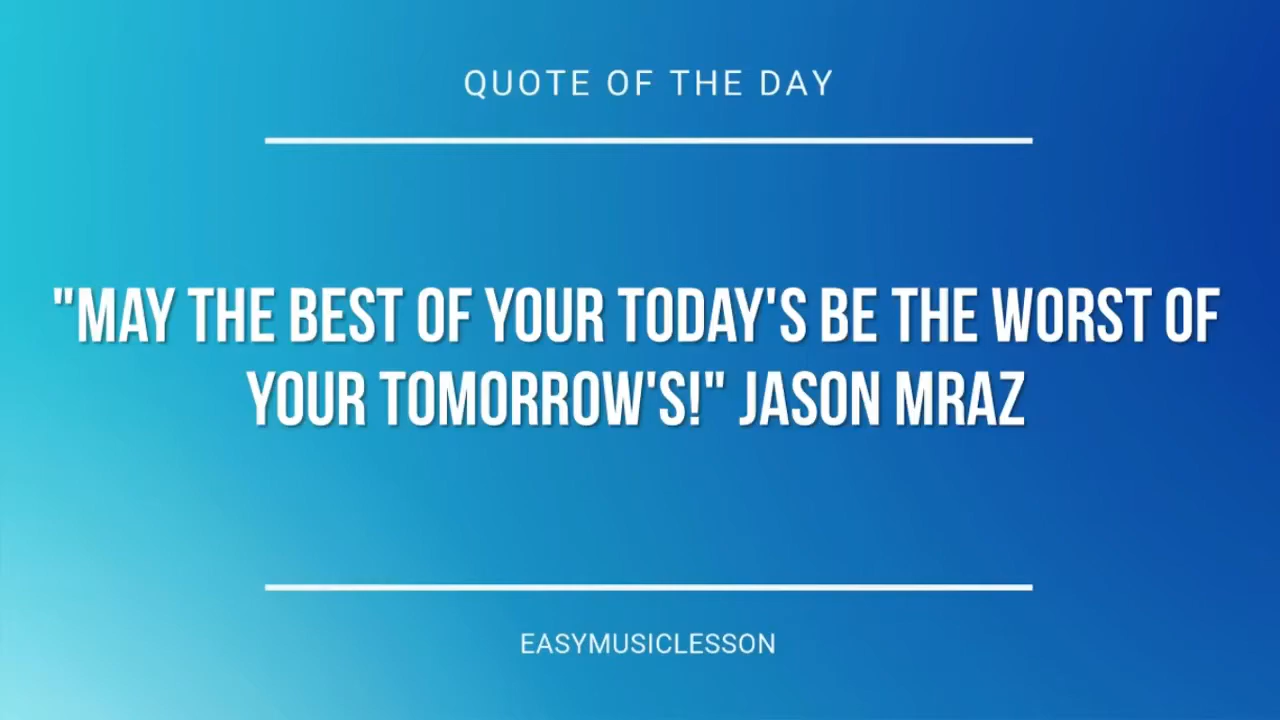 QUOTE OF THE DAY
"MAY THE BEST OF YOUR TODAY'S BE THE WORST OF
YOUR TOMORROW'S!" JASON MRAZ
EASYMUSICLESSON